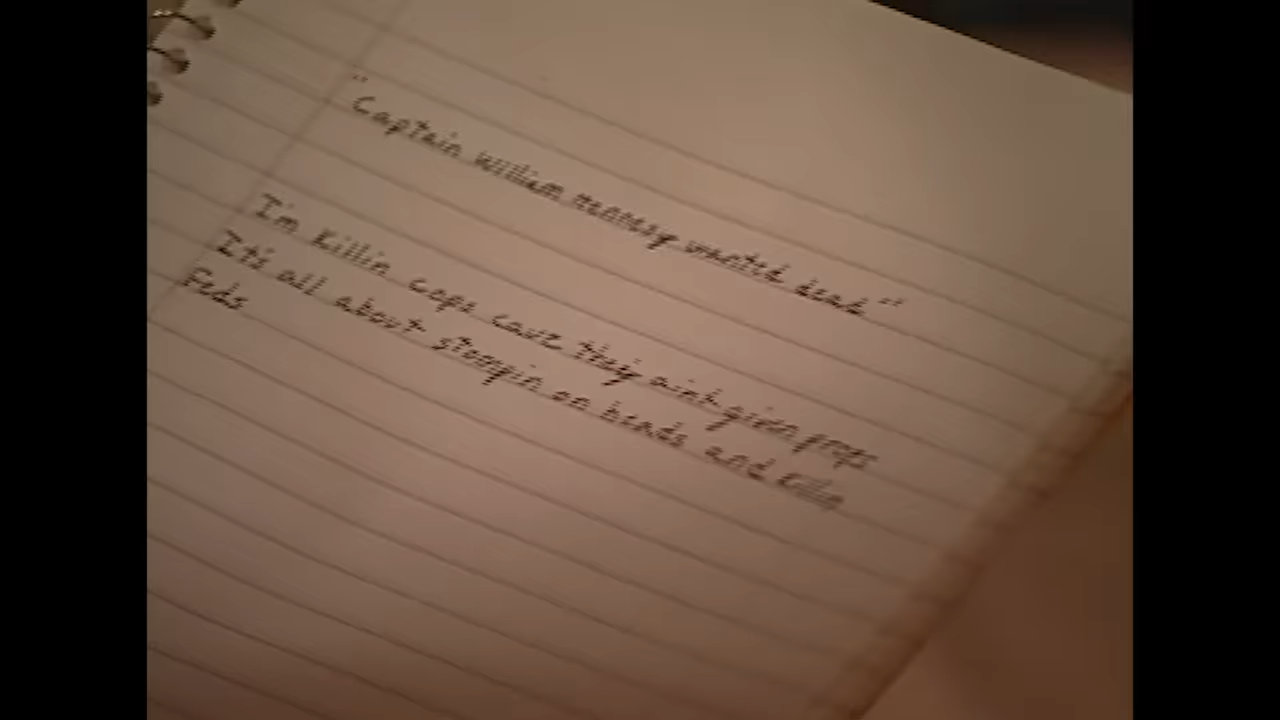 "Captain William wanted dead"
I'm Killin cops cause they aint given props
It's all about stompin on heads and killin
Feds